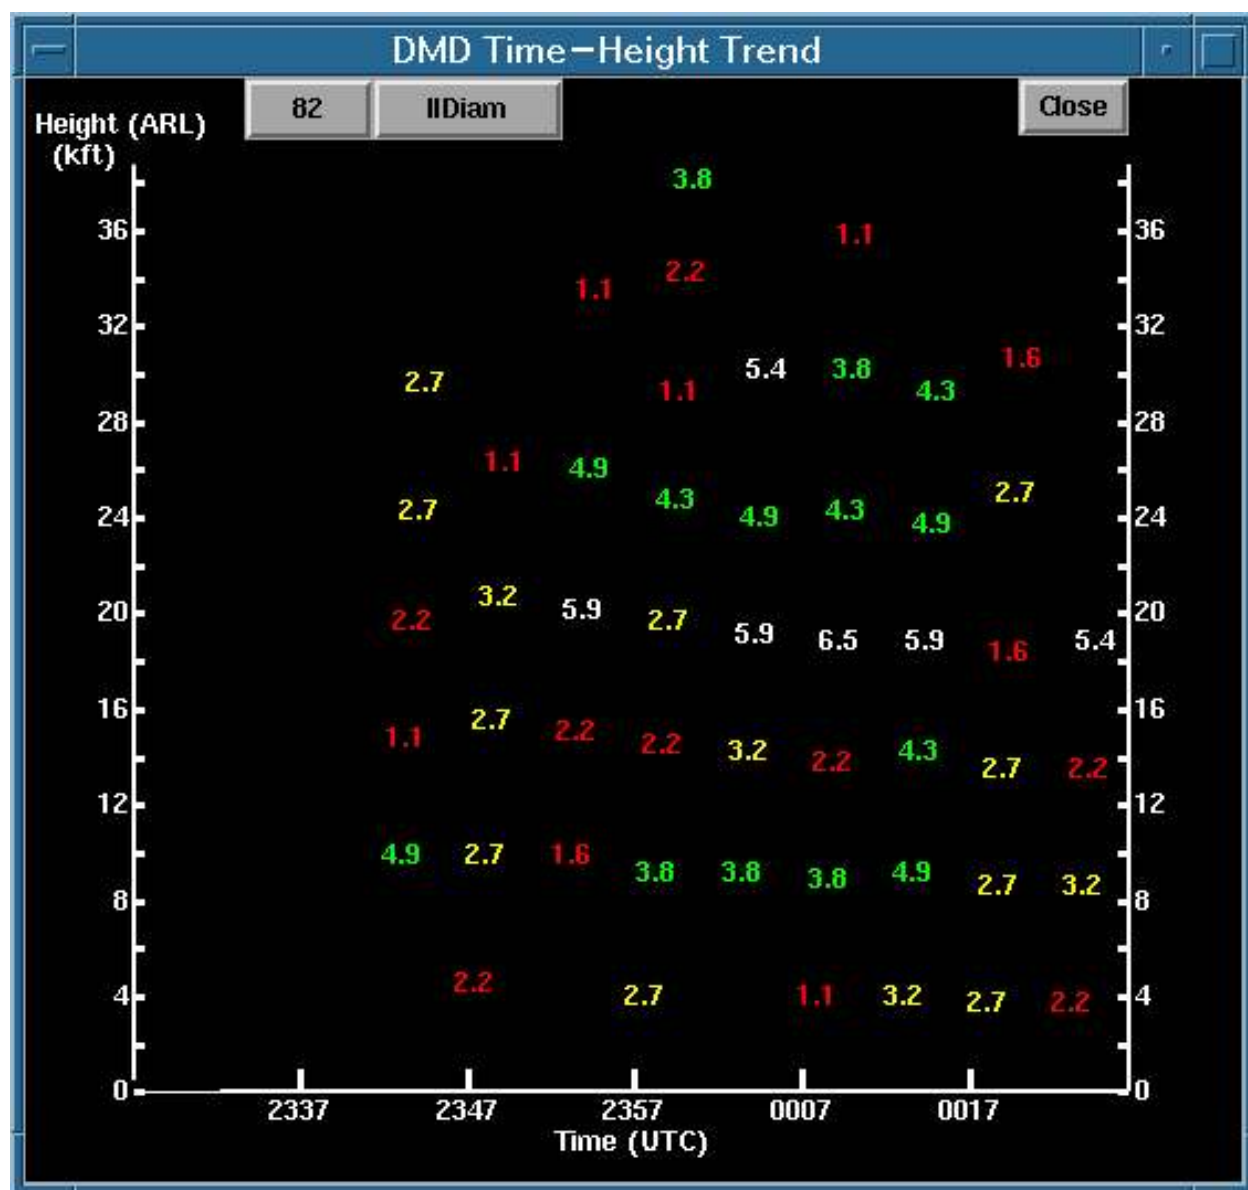 DMD Time-Height Trend
82 llDiam Close
Height (ARL)
(kft)
3.8
36 1.1 36
2.2
1.1
32 32
1.6
5.4 3.8
2.7 1.1 4.3
28 28
1.1 4.9
4.3 2.7
24 2.7 4.9 4.3 4.9 24
3.2
20 2.2 5.9 2.7 20
5.9 6.5 5.9 1.6 5.4
16 2.7 16
1.1 2.2 2.2
3.2 2.2 4.3 2.7 2.2
12 12
4.9 2.7 1.6
3.8 3.8 3.8 4.9 2.7 3.2
8 8
2.2
4 2.7 1.1 3.2 2.7 2.2 4
0 0
2337 2347 2357 0007 0017
Time (UTC)